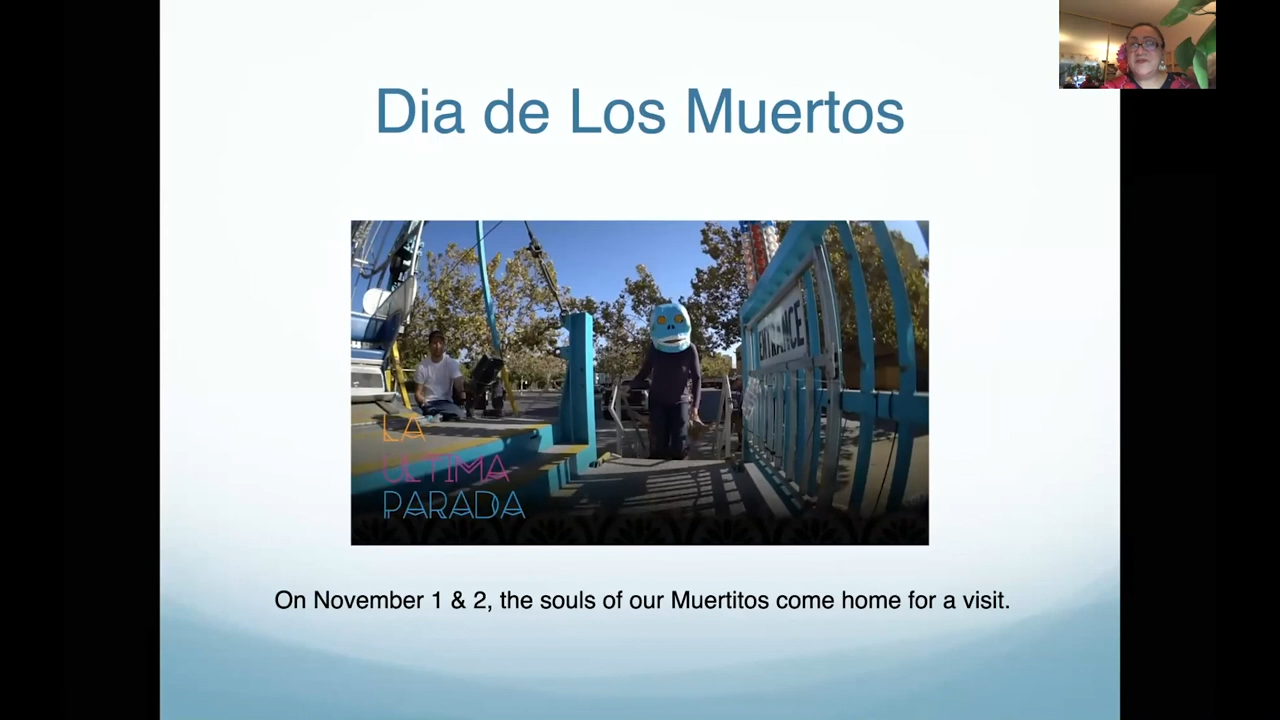 Dia de Los Muertos
ENTRANCE
LA
ULTIMA
PARADA
On November 1 & 2, the souls of our Muertitos come home for a visit.